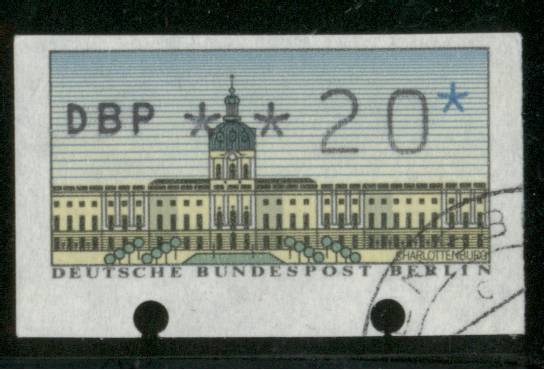 DBP ** 20*
CHARLOTTENBURG
DEUTSCHE BUNDESPOST BERLIN